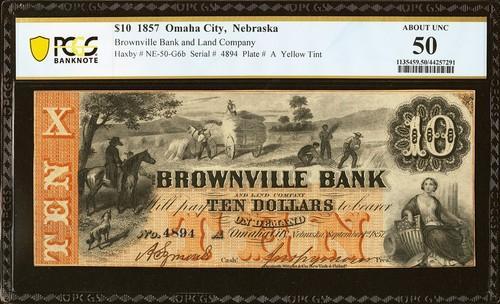 $10 1857 Omaha City, Nebraska
Brownville Bank and Land Company
Haxby # NE-50-G6b Serial # 4894 Plate # A Yellow Tint
PCGS
BANKNOTE
ABOUT UNC
50
1135459.50/44257291
TEN X
10
BROWNVILLE BANK
AND LAND COMPANY
Will pay TEN DOLLARS to bearer
ON DEMAND
TEN
No. 4894 A Omaha City, Nebraska September 1st 1857
Cash.